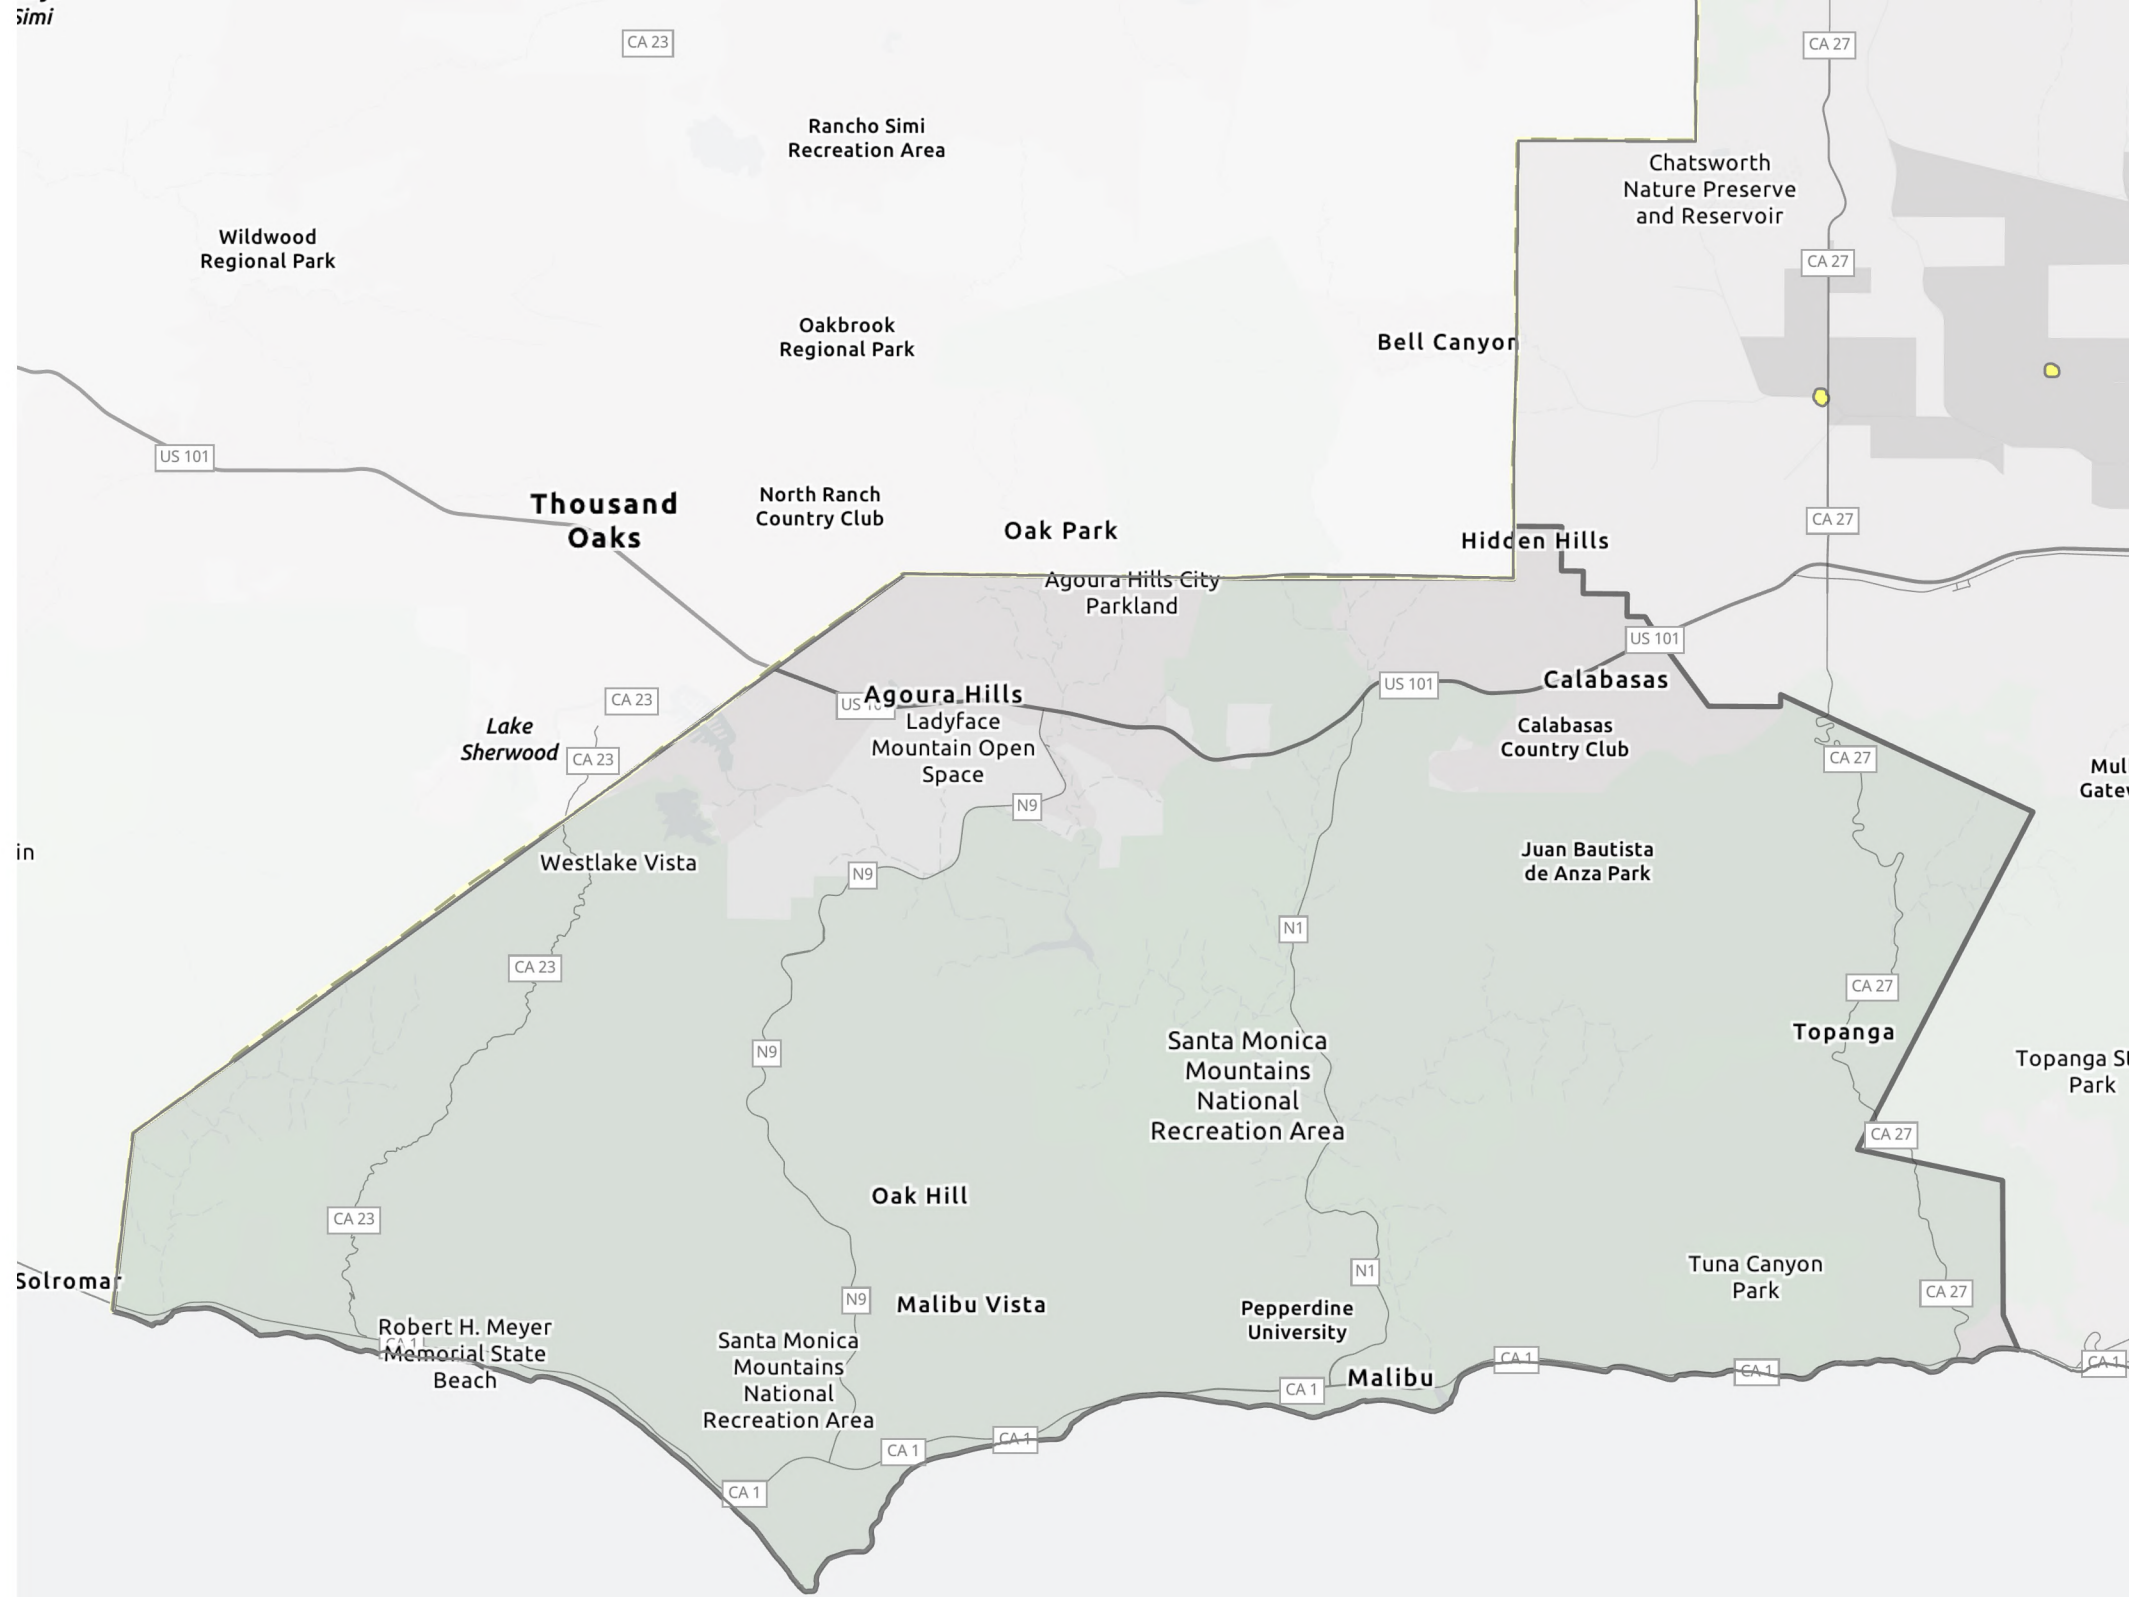 Simi
CA 23
CA 27
Rancho Simi
Recreation Area
Chatsworth
Nature Preserve
and Reservoir
Wildwood
Regional Park
CA 27
Oakbrook
Regional Park
Bell Canyon
US 101
Thousand
Oaks
North Ranch
Country Club
Oak Park
Hidden Hills
CA 27
Agoura Hills City
Parkland
US 101
Calabasas
US 101
Agoura Hills
US 10
Ladyface
Mountain Open
Space
CA 23
Lake
Sherwood
CA 23
Calabasas
Country Club
CA 27
Mul
Gate
N9
in
Westlake Vista
N9
Juan Bautista
de Anza Park
N1
CA 23
CA 27
Topanga
Santa Monica
Mountains
National
Recreation Area
N9
Topanga St
Park
CA 27
Oak Hill
CA 23
Solromar
N1
Tuna Canyon
Park
CA 27
N9
Malibu Vista
Pepperdine
University
Robert H. Meyer
Memorial State
Beach
CA 1
Santa Monica
Mountains
National
Recreation Area
Malibu
CA 1
CA 1
CA 1
CA 1
CA 1
CA 1
CA 1